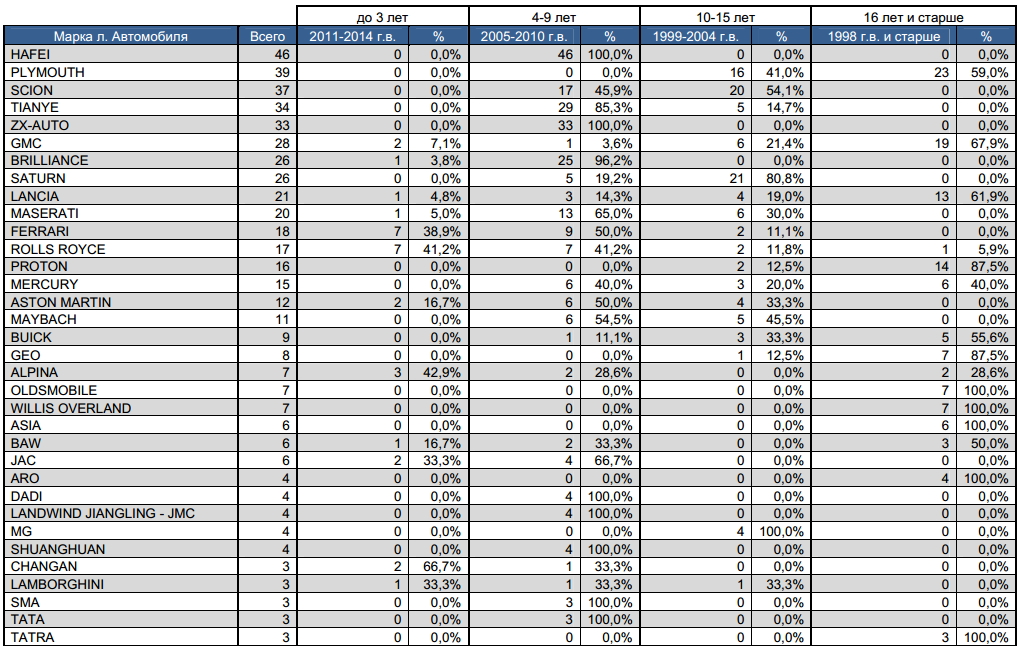 до 3 лет 4-9 лет 10-15 лет 16 лет и старше
Марка л. Автомобиля Всего 2011-2014 г.в. % 2005-2010 г.в. % 1999-2004 г.в. % 1998 г.в. и старше %
HAFEI 46 0 0,0% 46 100,0% 0 0,0% 0 0,0%
PLYMOUTH 39 0 0,0% 0 0,0% 16 41,0% 23 59,0%
SCION 37 0 0,0% 17 45,9% 20 54,1% 0 0,0%
TIANYE 34 0 0,0% 29 85,3% 5 14,7% 0 0,0%
ZX-AUTO 33 0 0,0% 33 100,0% 0 0,0% 0 0,0%
GMC 28 2 7,1% 1 3,6% 6 21,4% 19 67,9%
BRILLIANCE 26 1 3,8% 25 96,2% 0 0,0% 0 0,0%
SATURN 26 0 0,0% 5 19,2% 21 80,8% 0 0,0%
LANCIA 21 1 4,8% 3 14,3% 4 19,0% 13 61,9%
MASERATI 20 1 5,0% 13 65,0% 6 30,0% 0 0,0%
FERRARI 18 7 38,9% 9 50,0% 2 11,1% 0 0,0%
ROLLS ROYCE 17 7 41,2% 7 41,2% 2 11,8% 1 5,9%
PROTON 16 0 0,0% 0 0,0% 2 12,5% 14 87,5%
MERCURY 15 0 0,0% 6 40,0% 3 20,0% 6 40,0%
ASTON MARTIN 12 2 16,7% 6 50,0% 4 33,3% 0 0,0%
MAYBACH 11 0 0,0% 6 54,5% 5 45,5% 0 0,0%
BUICK 9 0 0,0% 1 11,1% 3 33,3% 5 55,6%
GEO 8 0 0,0% 0 0,0% 1 12,5% 7 87,5%
ALPINA 7 3 42,9% 2 28,6% 0 0,0% 2 28,6%
OLDSMOBILE 7 0 0,0% 0 0,0% 0 0,0% 7 100,0%
WILLIS OVERLAND 7 0 0,0% 0 0,0% 0 0,0% 7 100,0%
ASIA 6 0 0,0% 0 0,0% 0 0,0% 6 100,0%
BAW 6 1 16,7% 2 33,3% 0 0,0% 3 50,0%
JAC 6 2 33,3% 4 66,7% 0 0,0% 0 0,0%
ARO 4 0 0,0% 0 0,0% 0 0,0% 4 100,0%
DADI 4 0 0,0% 4 100,0% 0 0,0% 0 0,0%
LANDWIND JIANGLING - JMC 4 0 0,0% 4 100,0% 0 0,0% 0 0,0%
MG 4 0 0,0% 0 0,0% 4 100,0% 0 0,0%
SHUANGHUAN 4 0 0,0% 4 100,0% 0 0,0% 0 0,0%
CHANGAN 3 2 66,7% 1 33,3% 0 0,0% 0 0,0%
LAMBORGHINI 3 1 33,3% 1 33,3% 1 33,3% 0 0,0%
SMA 3 0 0,0% 3 100,0% 0 0,0% 0 0,0%
TATA 3 0 0,0% 3 100,0% 0 0,0% 0 0,0%
TATRA 3 0 0,0% 0 0,0% 0 0,0% 3 100,0%